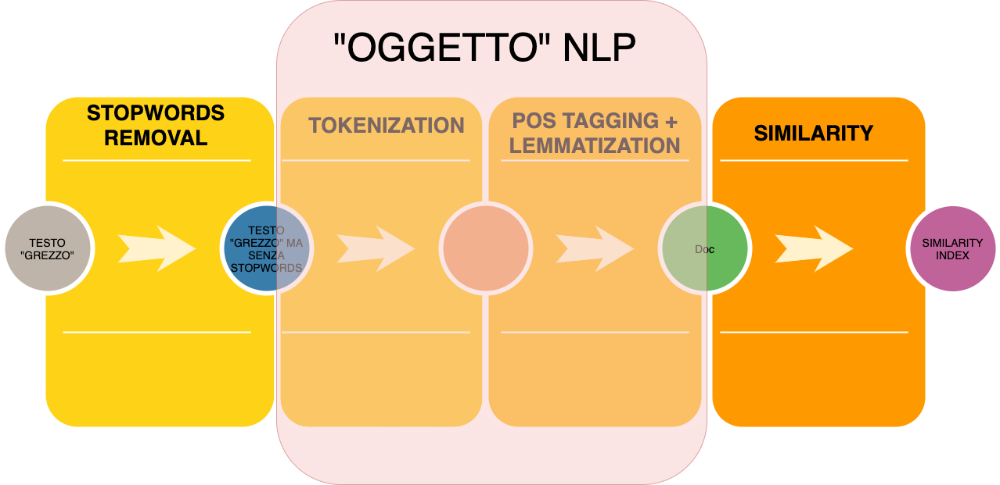 "OGGETTO" NLP
STOPWORDS
REMOVAL
TOKENIZATION
POS TAGGING +
LEMMATIZATION
SIMILARITY
TESTO
"GREZZO"
TESTO
"GREZZO" MA
SENZA
STOPWORDS
Doc
SIMILARITY
INDEX